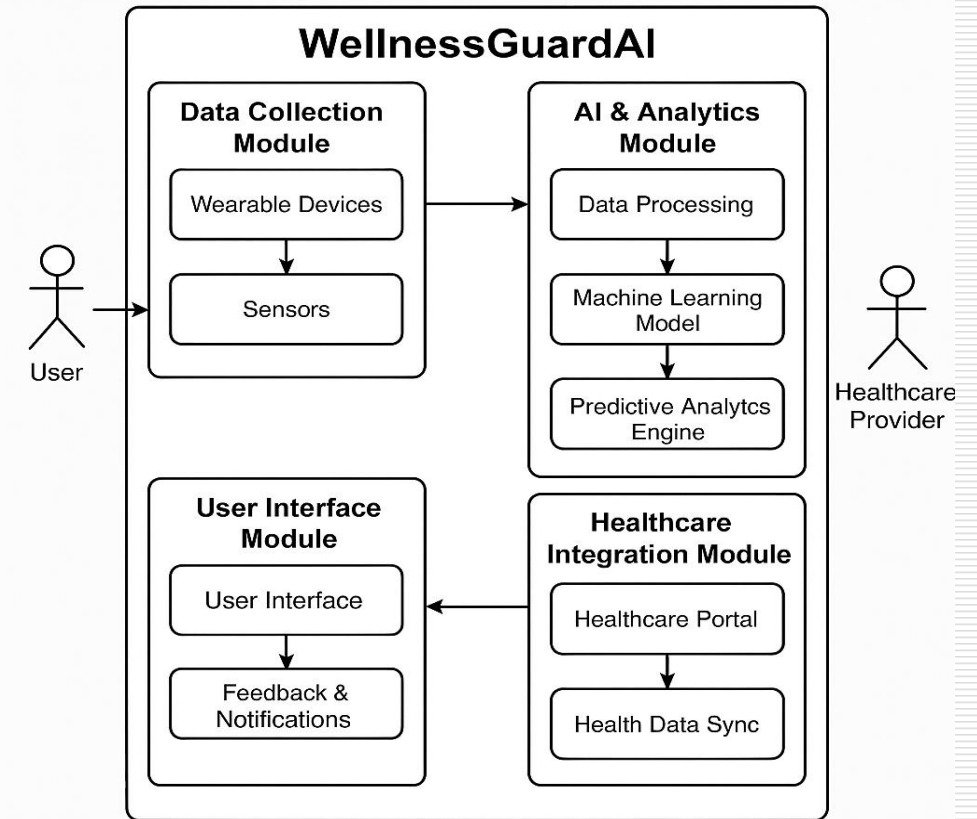 WellnessGuardAI
Data Collection
Module
Wearable Devices
Sensors
AI & Analytics
Module
Data Processing
Machine Learning
Model
Predictive Analytcs
Engine
User
Healthcare
Provider
User Interface
Module
User Interface
Feedback &
Notifications
Healthcare
Integration Module
Healthcare Portal
Health Data Sync